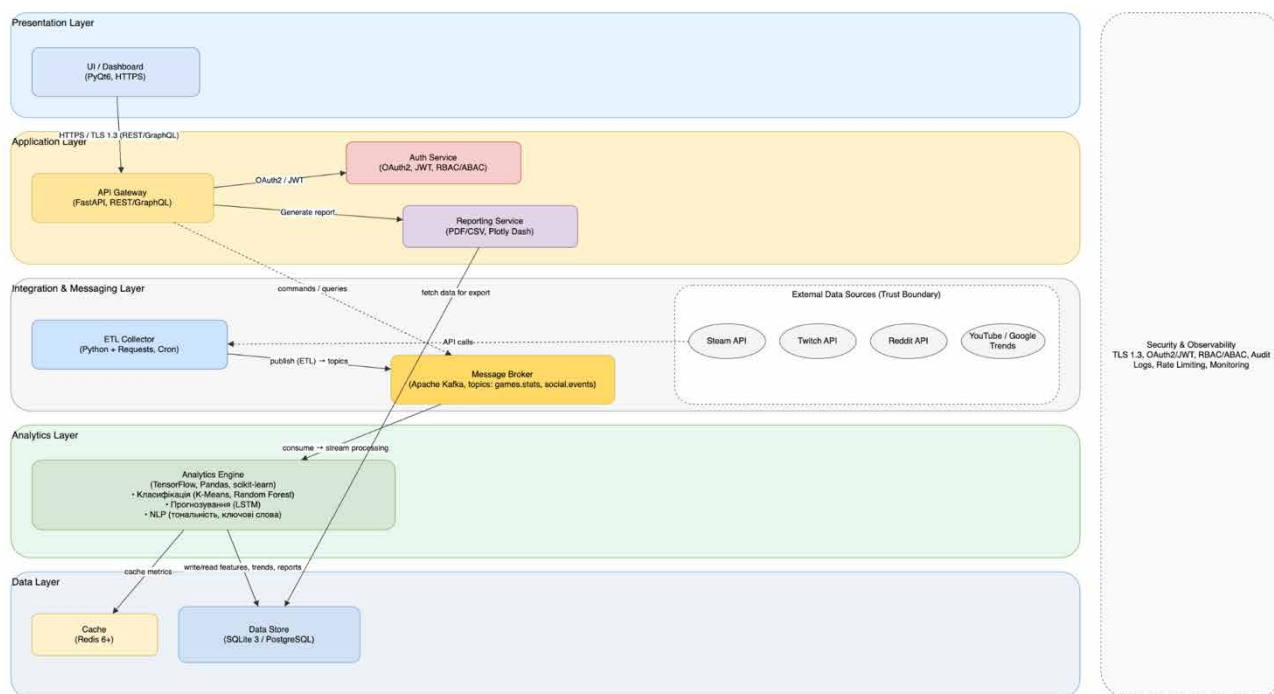 Presentation Layer
UI / Dashboard
(PyQt6, HTTPS)
HTTPS / TLS 1.3 (REST/GraphQL)
Application Layer
Auth Service
(OAuth2, JWT, RBAC/ABAC)
OAuth2 / JWT
API Gateway
(FastAPI, REST/GraphQL)
Generate report
Reporting Service
(PDF/CSV, Plotly Dash)
Integration & Messaging Layer
commands / queries
fetch data for export
External Data Sources (Trust Boundary)
ETL Collector
(Python + Requests, Cron)
API calls
Steam API
Twitch API
Reddit API
YouTube / Google
Trends
publish (ETL) → topics
Message Broker
(Apache Kafka, topics: games.stats, social.events)
Security & Observability
TLS 1.3, OAuth2/JWT, RBAC/ABAC, Audit
Logs, Rate Limiting, Monitoring
Analytics Layer
consume → stream processing
Analytics Engine
(TensorFlow, Pandas, scikit-learn)
• Класифікація (K-Means, Random Forest)
• Прогнозування (LSTM)
• NLP (тональність, ключові слова)
cache metrics
write/read features, trends, reports
Data Layer
Cache
(Redis 6+)
Data Store
(SQLite 3 / PostgreSQL)